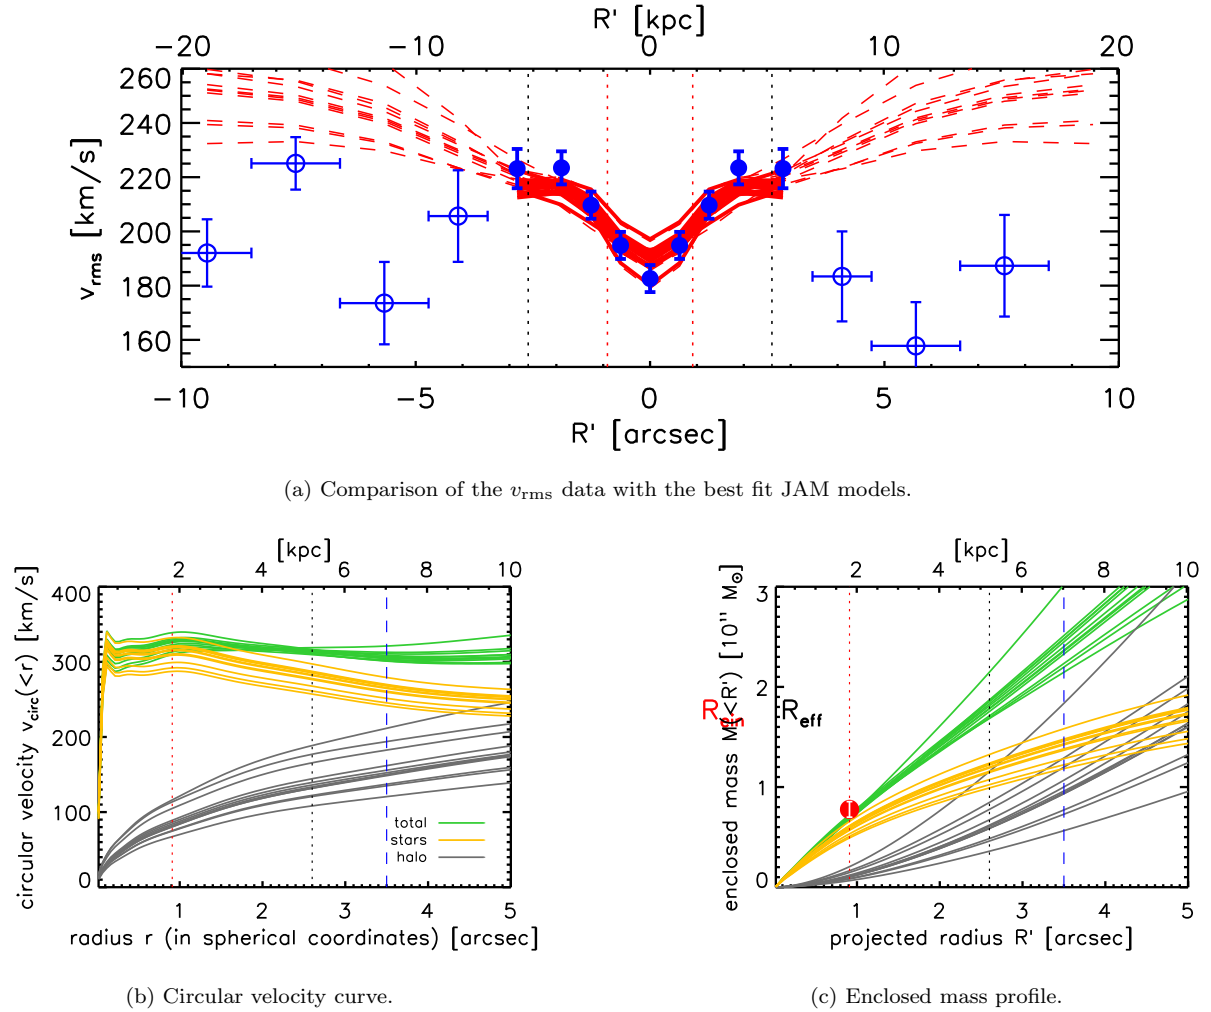 R' [kpc]
−20 −10 0 10 20
260
240
220
200
180
160
v_rms [km/s]
−10 −5 0 5 10
R' [arcsec]
(a) Comparison of the v_rms data with the best fit JAM models.
[kpc]
2 4 6 8 10
400
300
200
100
0
circular velocity v_circ(<r) [km/s]
total
stars
halo
1 2 3 4 5
radius r (in spherical coordinates) [arcsec]
(b) Circular velocity curve.
[kpc]
2 4 6 8 10
3
2
1
0
enclosed mass M(<R') [10¹¹ M☉]
R_ein
R_eff
1 2 3 4 5
projected radius R' [arcsec]
(c) Enclosed mass profile.